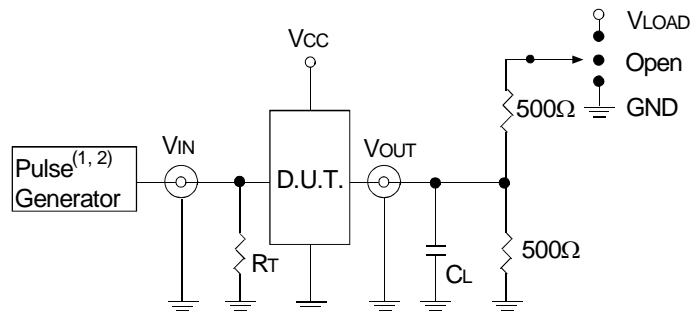 VLOAD
VCC
Open
500Ω
GND
VIN
VOUT
Pulse(1, 2)
Generator
D.U.T.
RT
CL
500Ω